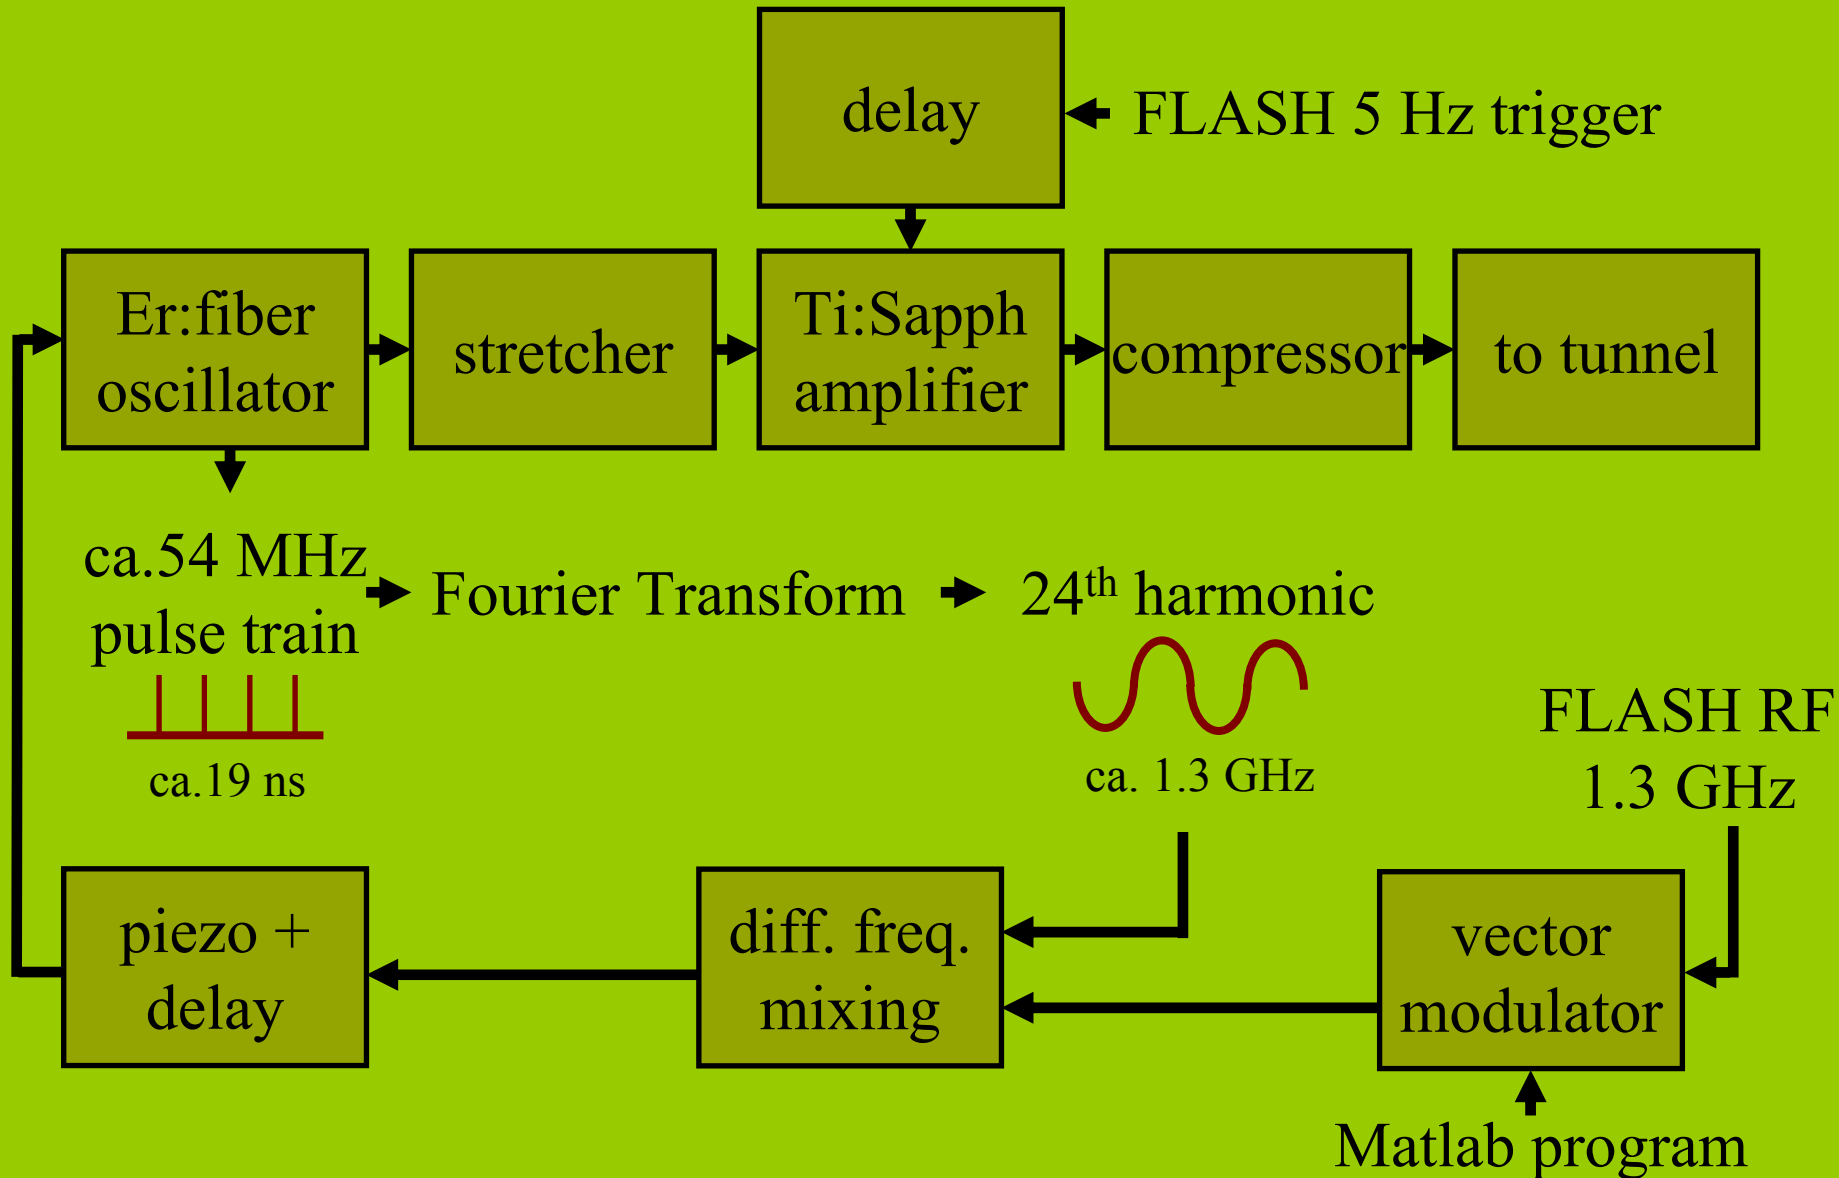 delay
FLASH 5 Hz trigger
Er:fiber
oscillator
stretcher
Ti:Sapph
amplifier
compressor
to tunnel
ca.54 MHz
pulse train
ca.19 ns
Fourier Transform
24th harmonic
ca. 1.3 GHz
FLASH RF
1.3 GHz
piezo +
delay
diff. freq.
mixing
vector
modulator
Matlab program